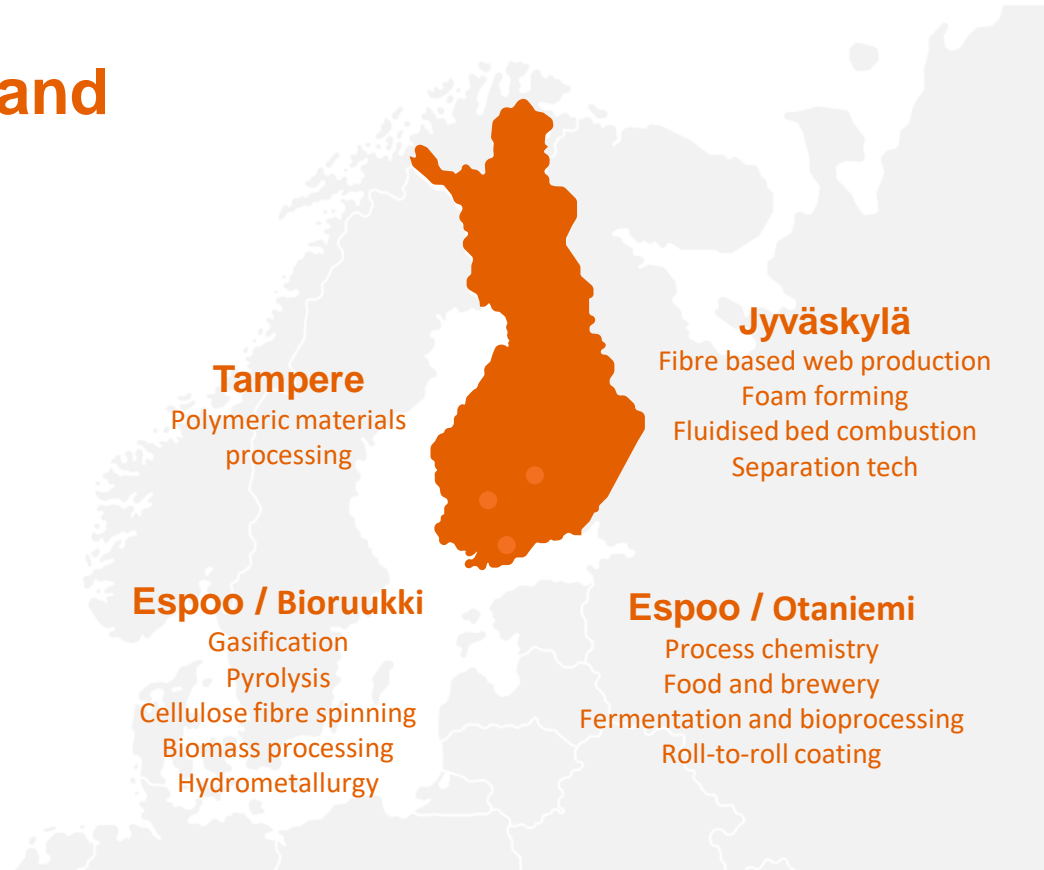 and
Jyväskylä
Fibre based web production
Foam forming
Fluidised bed combustion
Separation tech
Tampere
Polymeric materials
processing
Espoo / Bioruukki
Gasification
Pyrolysis
Cellulose fibre spinning
Biomass processing
Hydrometallurgy
Espoo / Otaniemi
Process chemistry
Food and brewery
Fermentation and bioprocessing
Roll-to-roll coating